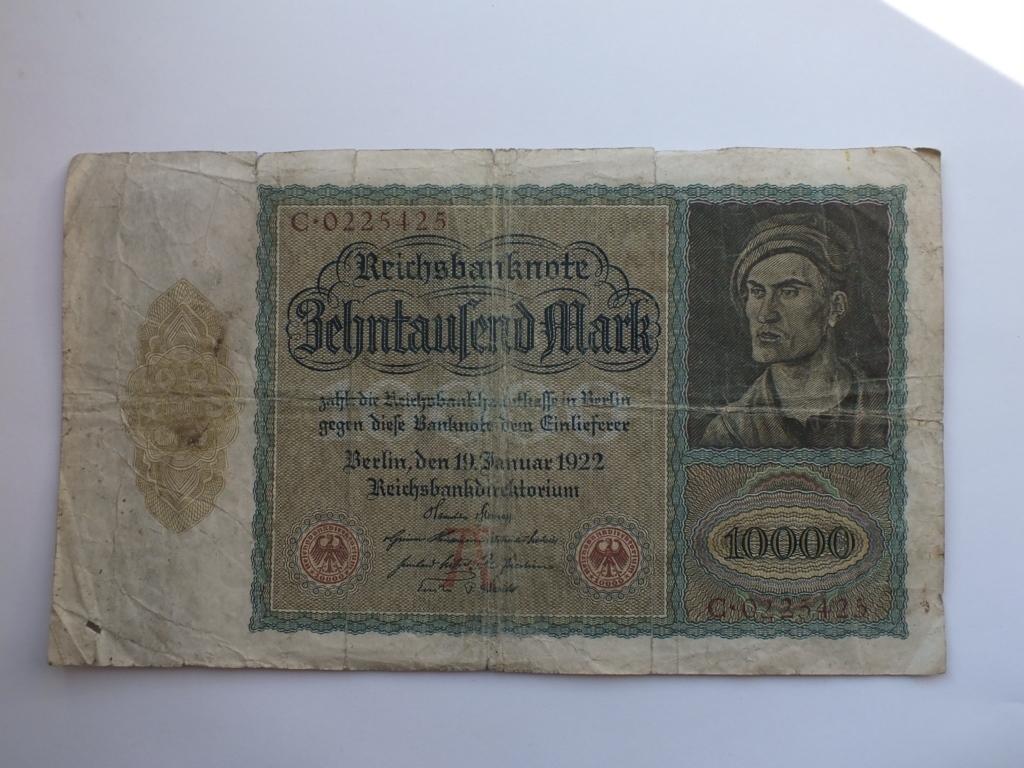 C·0225425
Reichsbanknote
Zehntauſend Mark
zahlt die Reichsbankhauptkaſſe in Berlin
gegen dieſe Banknote dem Einlieferer
Berlin, den 19. Januar 1922
Reichsbankdirektorium
A
10000
C·0225425